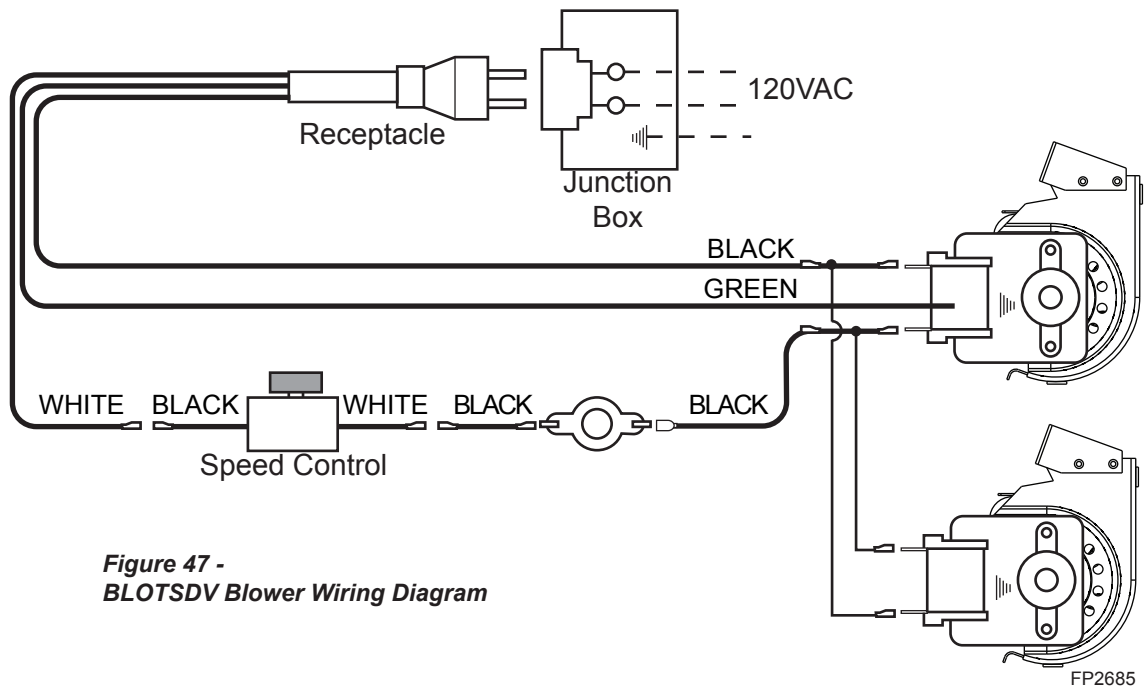 120VAC
Receptacle
Junction
Box
BLACK
GREEN
WHITE BLACK WHITE BLACK BLACK
Speed Control
Figure 47 -
BLOTSDV Blower Wiring Diagram
FP2685